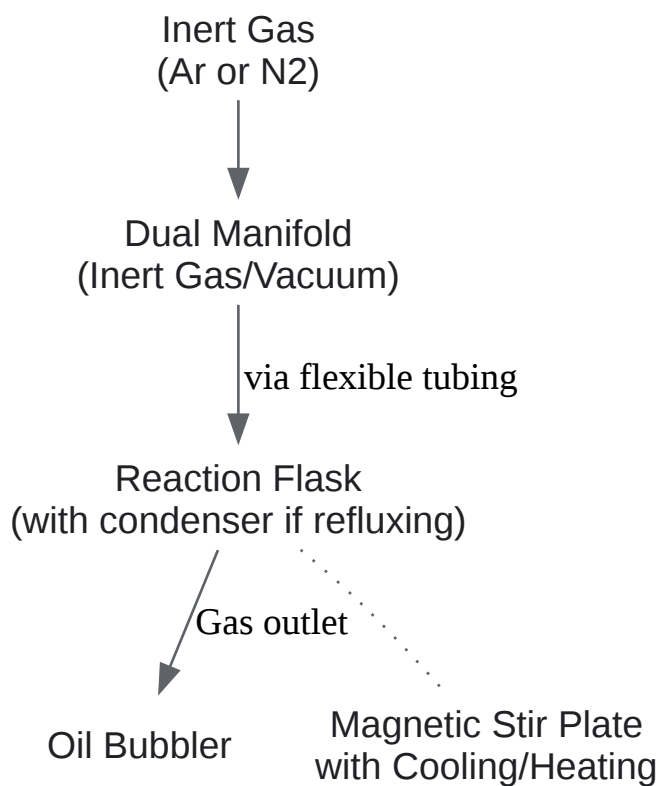 Inert Gas
(Ar or N2)
Dual Manifold
(Inert Gas/Vacuum)
via flexible tubing
Reaction Flask
(with condenser if refluxing)
Gas outlet
Oil Bubbler
Magnetic Stir Plate
with Cooling/Heating